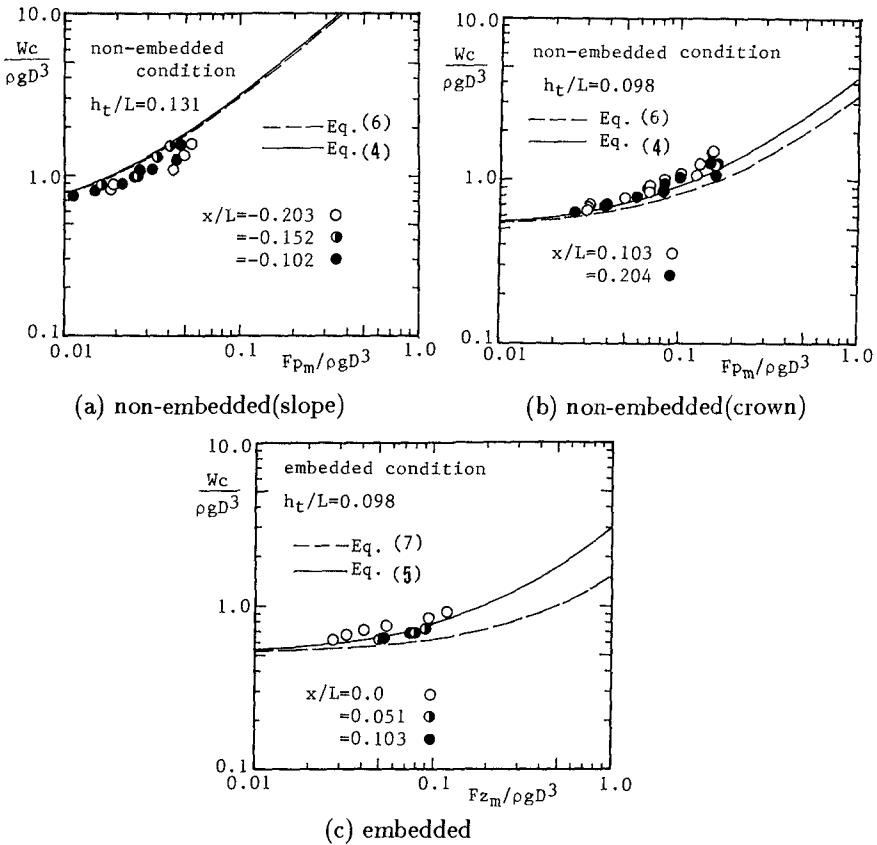 10.0
Wc
ρgD³
non-embedded
condition
h_t/L=0.131
Eq. (6)
Eq. (4)
1.0
x/L=-0.203
=-0.152
=-0.102
0.1
0.01
0.1
1.0
Fp_m/ρgD³
(a) non-embedded(slope)
10.0
Wc
ρgD³
non-embedded condition
h_t/L=0.098
Eq. (6)
Eq. (4)
1.0
x/L=0.103
=0.204
0.1
0.01
0.1
1.0
Fp_m/ρgD³
(b) non-embedded(crown)
10.0
Wc
ρgD³
embedded condition
h_t/L=0.098
Eq. (7)
Eq. (5)
1.0
x/L=0.0
=0.051
=0.103
0.1
0.01
0.1
1.0
Fz_m/ρgD³
(c) embedded